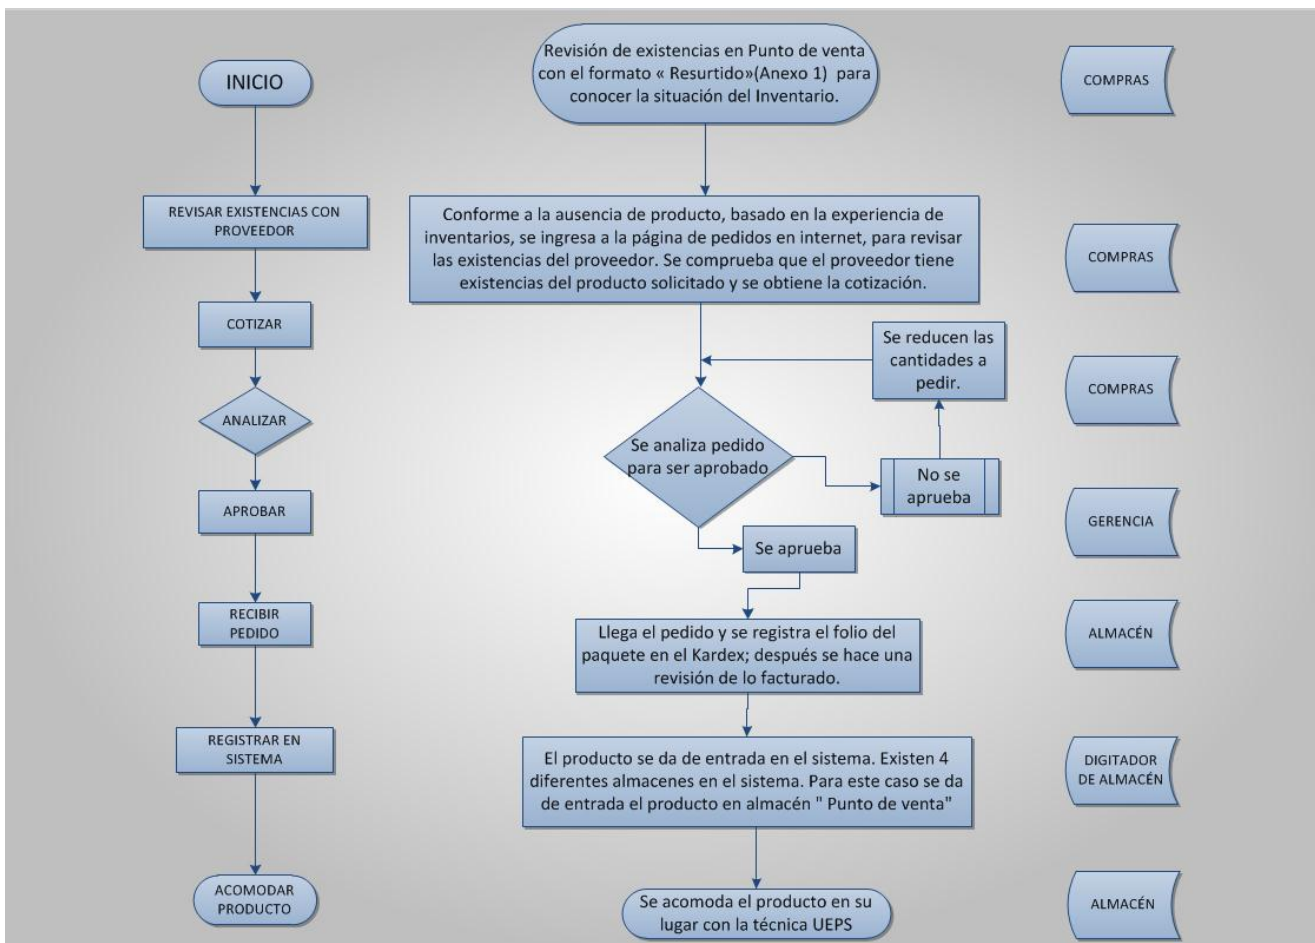 INICIO
Revisión de existencias en Punto de venta
con el formato « Resurtido»(Anexo 1) para
conocer la situación del Inventario.
COMPRAS
REVISAR EXISTENCIAS CON
PROVEEDOR
Conforme a la ausencia de producto, basado en la experiencia de
inventarios, se ingresa a la página de pedidos en internet, para revisar
las existencias del proveedor. Se comprueba que el proveedor tiene
existencias del producto solicitado y se obtiene la cotización.
COMPRAS
COTIZAR
Se reducen las
cantidades a
pedir.
COMPRAS
ANALIZAR
Se analiza pedido
para ser aprobado
No se
aprueba
APROBAR
Se aprueba
GERENCIA
RECIBIR
PEDIDO
Llega el pedido y se registra el folio del
paquete en el Kardex; después se hace una
revisión de lo facturado.
ALMACÉN
REGISTRAR EN
SISTEMA
El producto se da de entrada en el sistema. Existen 4
diferentes almacenes en el sistema. Para este caso se da
de entrada el producto en almacén " Punto de venta"
DIGITADOR
DE ALMACÉN
ACOMODAR
PRODUCTO
Se acomoda el producto en su
lugar con la técnica UEPS
ALMACÉN